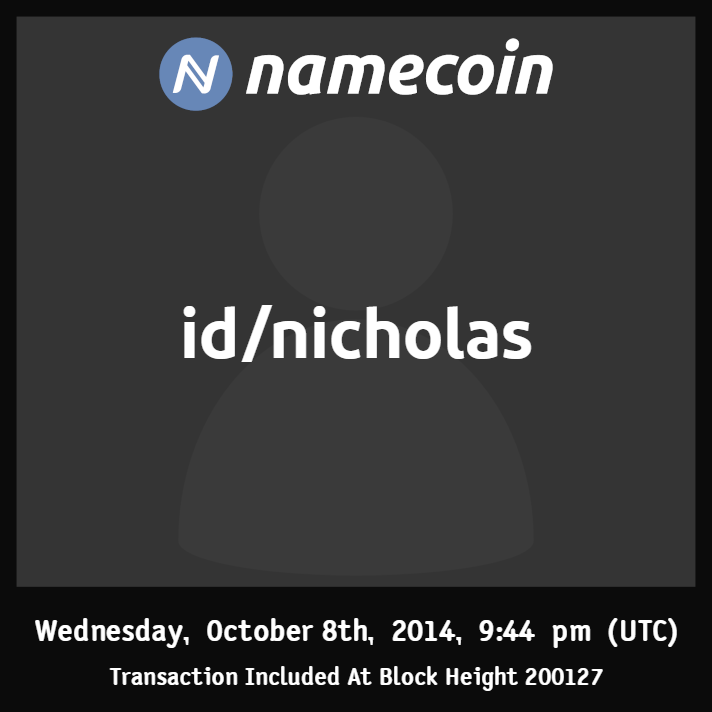 namecoin
id/nicholas
Wednesday, October 8th, 2014, 9:44 pm (UTC)
Transaction Included At Block Height 200127